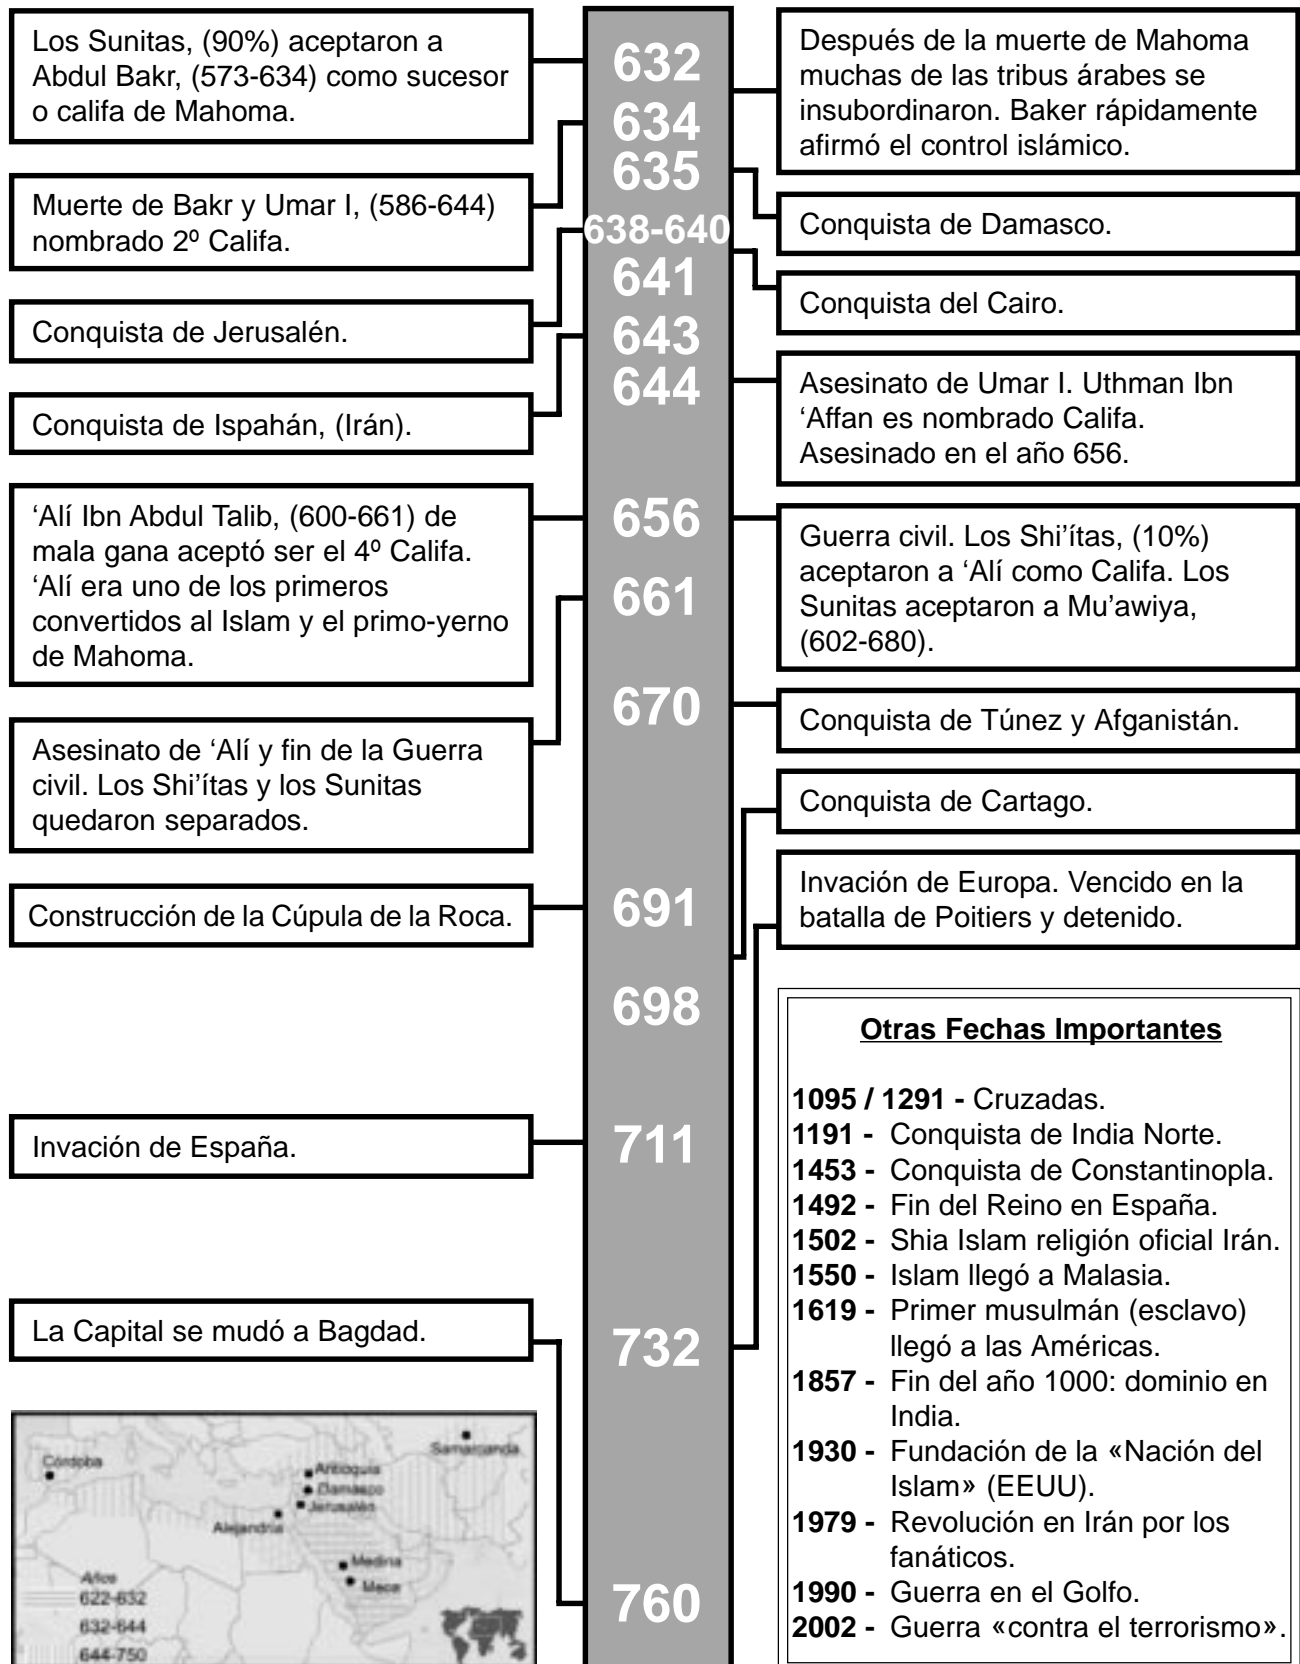 Los Sunitas, (90%) aceptaron a
Abdul Bakr, (573-634) como sucesor
o califa de Mahoma.
Muerte de Bakr y Umar I, (586-644)
nombrado 2º Califa.
Conquista de Jerusalén.
Conquista de Ispahán, (Irán).
‘Alí Ibn Abdul Talib, (600-661) de
mala gana aceptó ser el 4º Califa.
‘Alí era uno de los primeros
convertidos al Islam y el primo-yerno
de Mahoma.
Asesinato de ‘Alí y fin de la Guerra
civil. Los Shi’ítas y los Sunitas
quedaron separados.
Construcción de la Cúpula de la Roca.
Invación de España.
La Capital se mudó a Bagdad.
632
634
635
638-640
641
643
644
656
661
670
691
698
711
732
760
Después de la muerte de Mahoma
muchas de las tribus árabes se
insubordinaron. Baker rápidamente
afirmó el control islámico.
Conquista de Damasco.
Conquista del Cairo.
Asesinato de Umar I. Uthman Ibn
‘Affan es nombrado Califa.
Asesinado en el año 656.
Guerra civil. Los Shi’ítas, (10%)
aceptaron a ‘Alí como Califa. Los
Sunitas aceptaron a Mu’awiya,
(602-680).
Conquista de Túnez y Afganistán.
Conquista de Cartago.
Invación de Europa. Vencido en la
batalla de Poitiers y detenido.
Otras Fechas Importantes
1095 / 1291 - Cruzadas.
1191 - Conquista de India Norte.
1453 - Conquista de Constantinopla.
1492 - Fin del Reino en España.
1502 - Shia Islam religión oficial Irán.
1550 - Islam llegó a Malasia.
1619 - Primer musulmán (esclavo)
llegó a las Américas.
1857 - Fin del año 1000: dominio en
India.
1930 - Fundación de la «Nación del
Islam» (EEUU).
1979 - Revolución en Irán por los
fanáticos.
1990 - Guerra en el Golfo.
2002 - Guerra «contra el terrorismo».
Córdoba
Samarcanda
Antioquia
Damasco
Jerusalén
Alejandría
Medina
Meca
Años
622-632
632-644
644-750